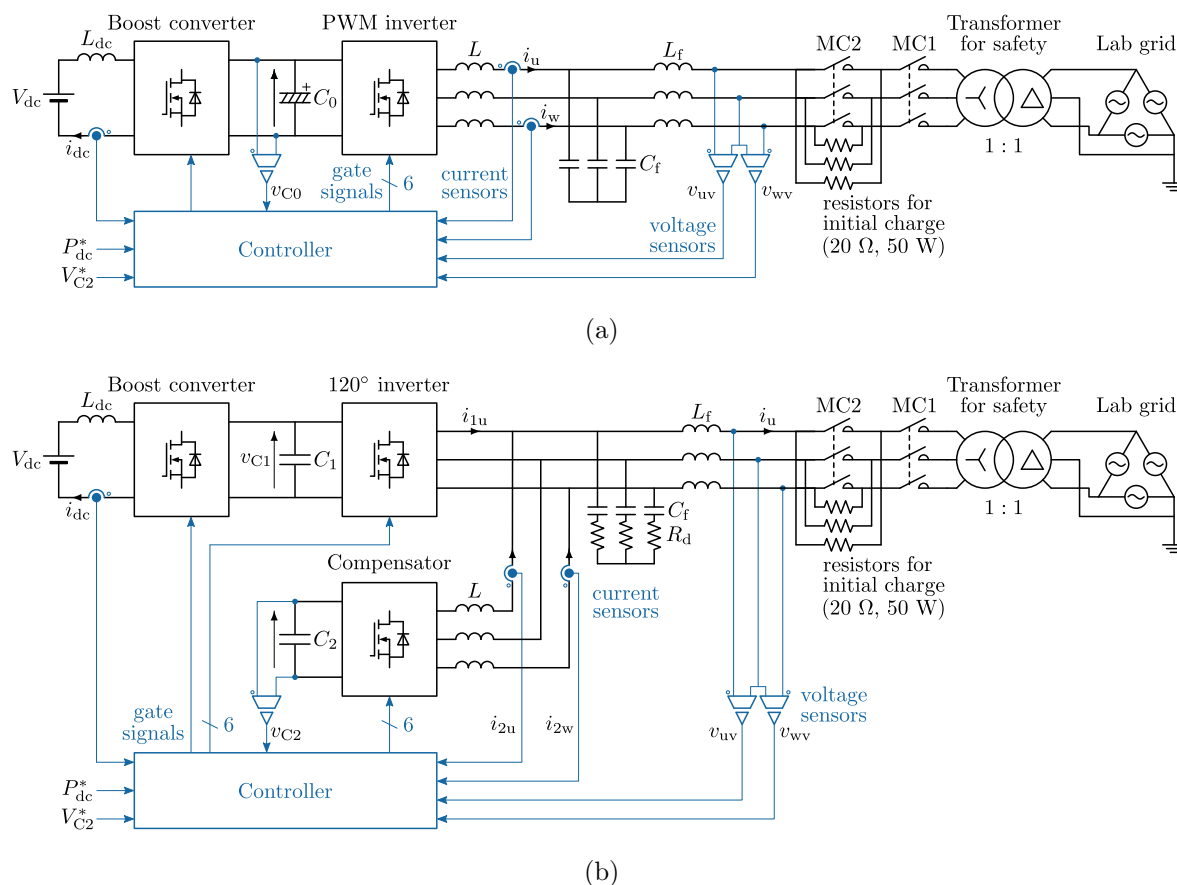 Boost converter
PWM inverter
Transformer
for safety
Lab grid
L_dc
V_dc
i_dc
+
C_0
L
i_u
i_w
L_f
C_f
MC2
MC1
1 : 1
v_C0
gate
signals
6
current
sensors
v_uv
v_wv
voltage
sensors
resistors for
initial charge
(20 Ω, 50 W)
P*_dc
V*_C2
Controller
(a)
Boost converter
120° inverter
Transformer
for safety
Lab grid
L_dc
V_dc
i_dc
v_C1
C_1
i_1u
L_f
i_u
MC2
MC1
1 : 1
C_f
R_d
Compensator
L
C_2
current
sensors
resistors for
initial charge
(20 Ω, 50 W)
gate
signals
6
v_C2
6
i_2u
i_2w
v_uv
v_wv
voltage
sensors
P*_dc
V*_C2
Controller
(b)